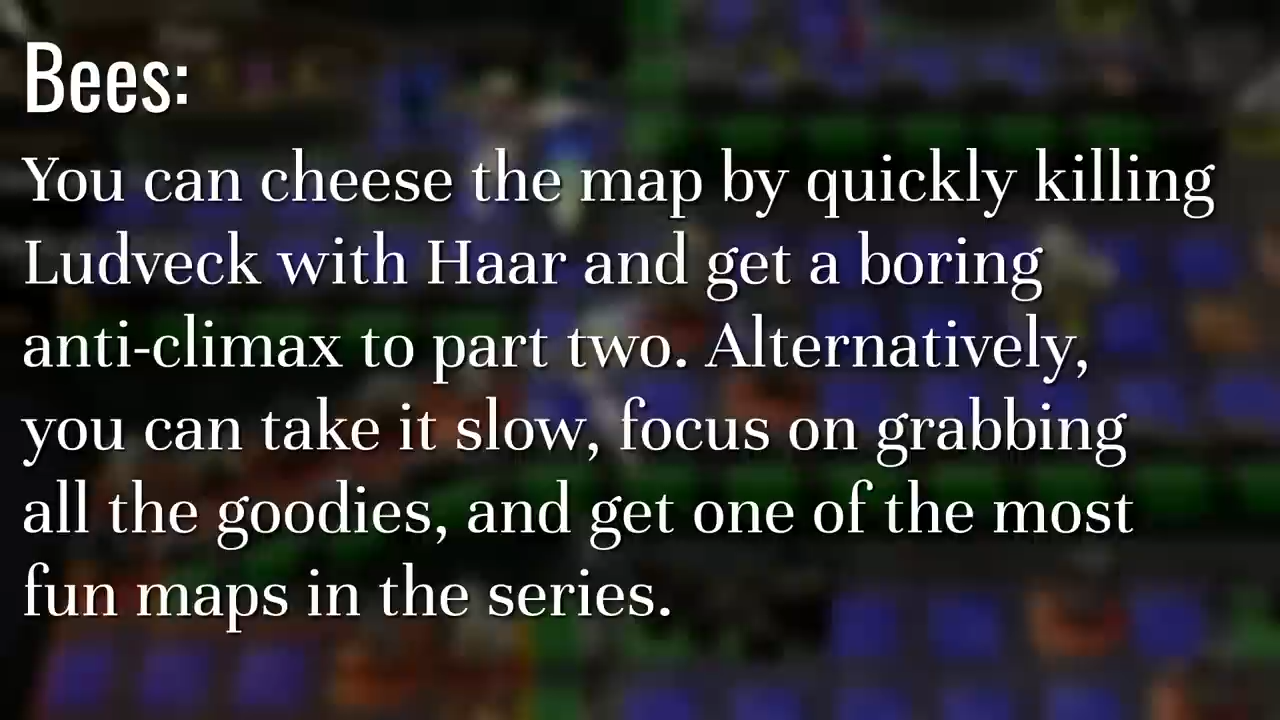 Bees:
You can cheese the map by quickly killing
Ludveck with Haar and get a boring
anti-climax to part two. Alternatively,
you can take it slow, focus on grabbing
all the goodies, and get one of the most
fun maps in the series.